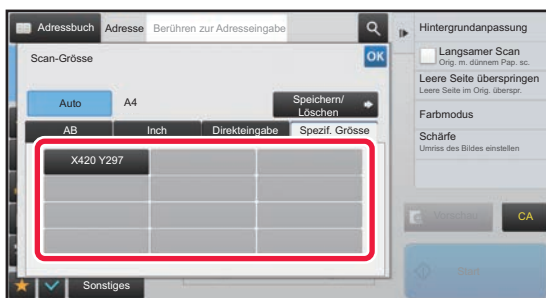 Adressbuch
Adresse
Berühren zur Adresseingabe
Scan-Grösse
OK
Auto
A4
Speichern/
Löschen
AB
Inch
Direkteingabe
Spezif. Grösse
X420 Y297
Sonstiges
Hintergrundanpassung
Langsamer Scan
Orig. m. dünnem Pap. sc.
Leere Seite überspringen
Leere Seite im Orig. überspr.
Farbmodus
Schärfe
Umriss des Bildes einstellen
Vorschau
CA
Start